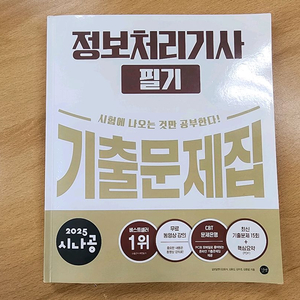 정보처리기사
필기
시험에 나오는 것만 공부한다!
기출문제집
2025
시나공
베스트셀러
1위
무료
동영상 강의
CBT
문제은행
최신
기출문제 15회
+
핵심요약
길벗